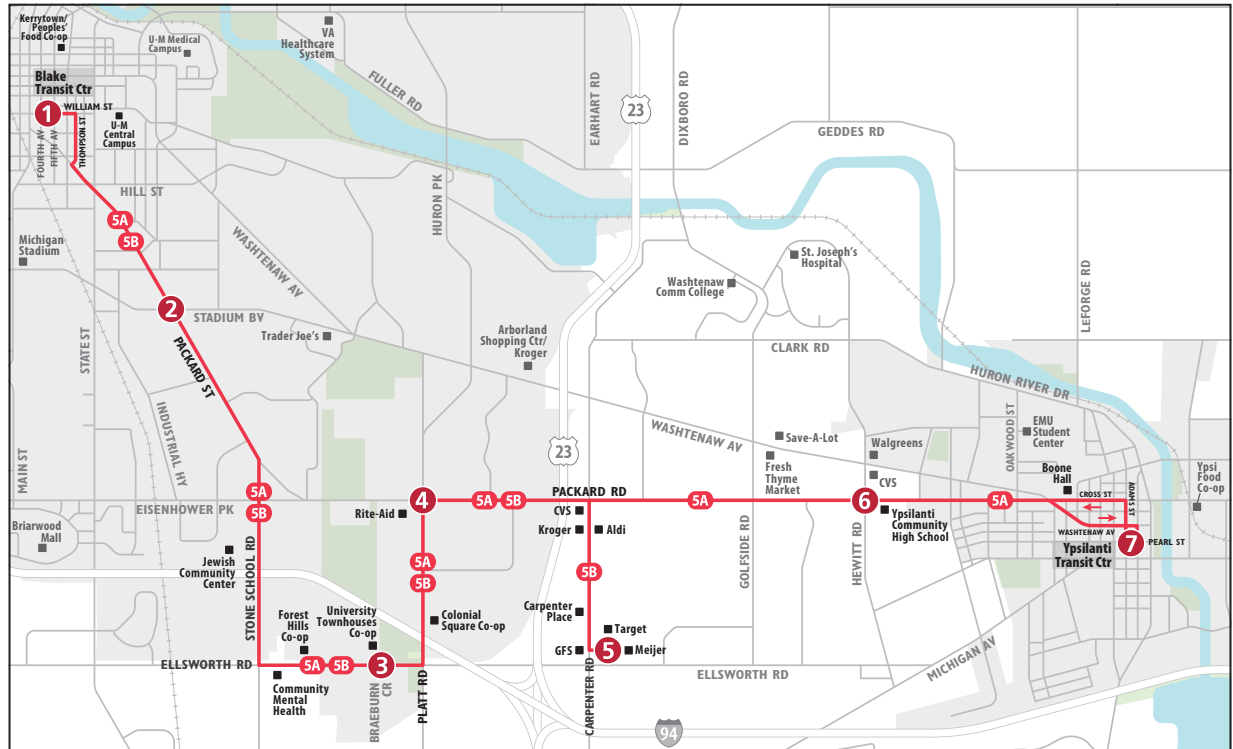 Kerrytown/
Peoples'
Food Co-op
U-M Medical
Campus
VA
Healthcare
System
FULLER RD
EARHART RD
23
DIXBORO RD
GEDDES RD
Blake
Transit Ctr
1
WILLIAM ST
FOURTH AV
FIFTH AV
THOMPSON ST
U-M
Central
Campus
HURON PK
HILL ST
5A
5B
Michigan
Stadium
WASHTENAW AV
St. Joseph's
Hospital
Washtenaw
Comm College
LEFORGE RD
2
STADIUM BV
Trader Joe's
Arborland
Shopping Ctr/
Kroger
CLARK RD
STATE ST
PACKARD ST
HURON RIVER DR
INDUSTRIAL HY
MAIN ST
23
WASHTENAW AV
Save-A-Lot
Fresh
Thyme
Market
Walgreens
CVS
OAKWOOD ST
EMU
Student
Center
Boone
Hall
Ypsi
Food
Co-op
5A
5B
EISENHOWER PK
Rite-Aid
4
5A
5B
PACKARD RD
5A
6
5A
CROSS ST
ADAMS ST
CVS
Kroger
Aldi
Ypsilanti
Community
High School
WASHTENAW AV
7
PEARL ST
Ypsilanti
Transit Ctr
Briarwood
Mall
Jewish
Community
Center
STONE SCHOOL RD
5A
5B
5B
GOLFSIDE RD
HEWITT RD
Forest
Hills
Co-op
University
Townhouses
Co-op
Colonial
Square Co-op
Carpenter
Place
Target
GFS
5
Meijer
ELLSWORTH RD
5A
5B
3
Community
Mental
Health
BRAEBURN
CR
PLATT RD
CARPENTER RD
ELLSWORTH RD
MICHIGAN AV
94